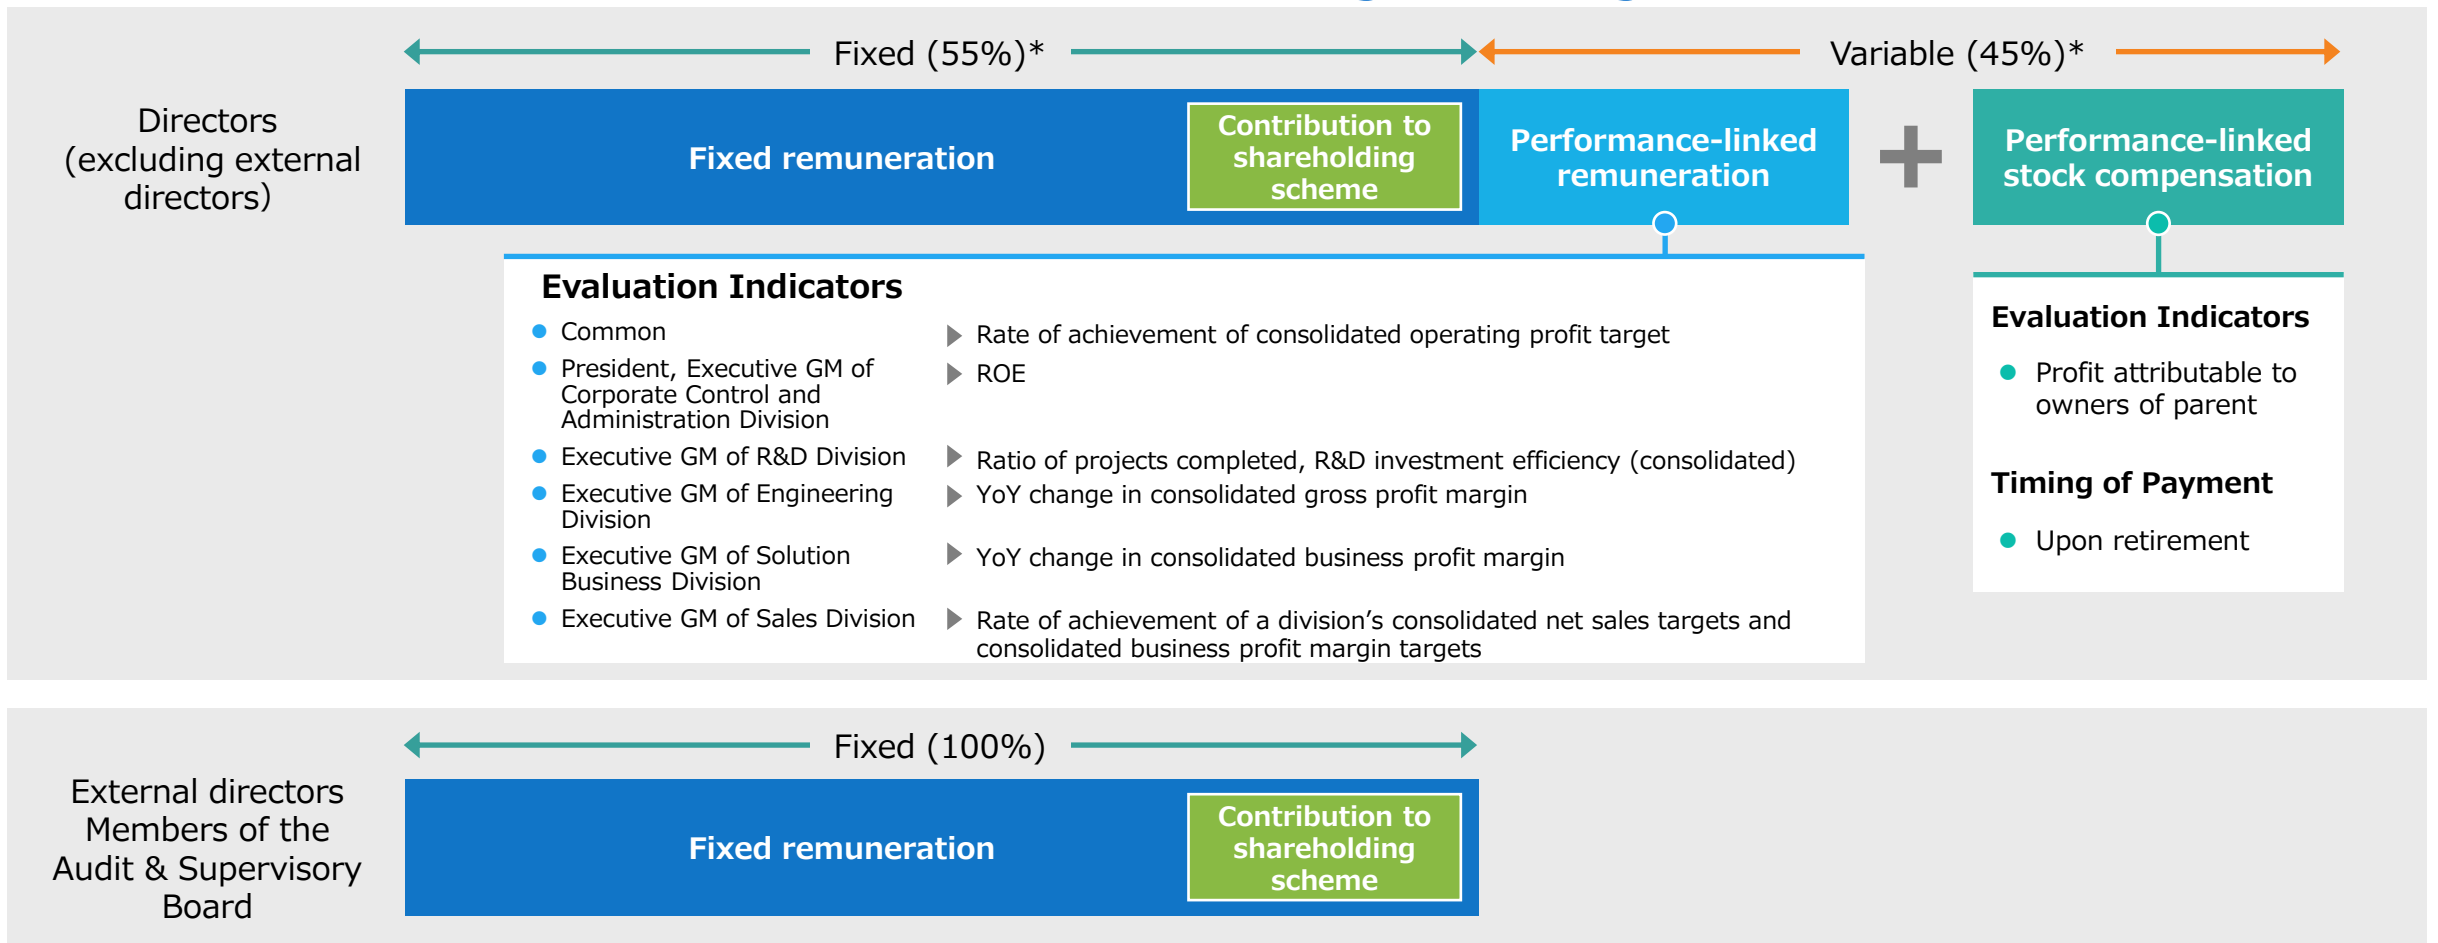 Fixed (55%)*
Variable (45%)*
Directors
(excluding external
directors)
Fixed remuneration
Contribution to
shareholding
scheme
Performance-linked
remuneration
+
Performance-linked
stock compensation
Evaluation Indicators
Common
Rate of achievement of consolidated operating profit target
President, Executive GM of
Corporate Control and
Administration Division
ROE
Executive GM of R&D Division
Ratio of projects completed, R&D investment efficiency (consolidated)
Executive GM of Engineering
Division
YoY change in consolidated gross profit margin
Executive GM of Solution
Business Division
YoY change in consolidated business profit margin
Executive GM of Sales Division
Rate of achievement of a division’s consolidated net sales targets and
consolidated business profit margin targets
Evaluation Indicators
Profit attributable to
owners of parent
Timing of Payment
Upon retirement
Fixed (100%)
External directors
Members of the
Audit & Supervisory
Board
Fixed remuneration
Contribution to
shareholding
scheme